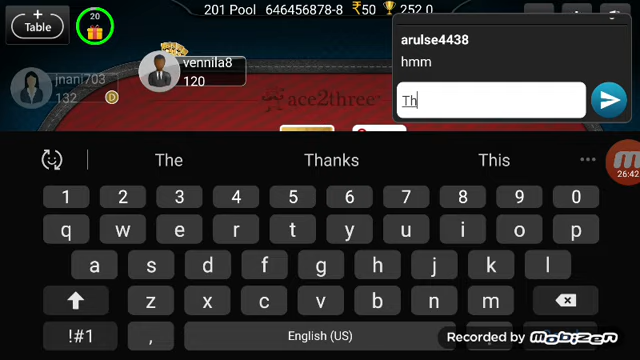 +
Table
20
201 Pool 646456878-8 ₹50 252.0
arulse4438
hmmm
Th
vennila8
120
jnani703
132
D
ace2three
The Thanks This
26:42
1 2 3 4 5 6 7 8 9 0
q w e r t y u i o p
a s d f g h j k l
z x c v b n m
!#1 , English (US)
Recorded by Mobizen